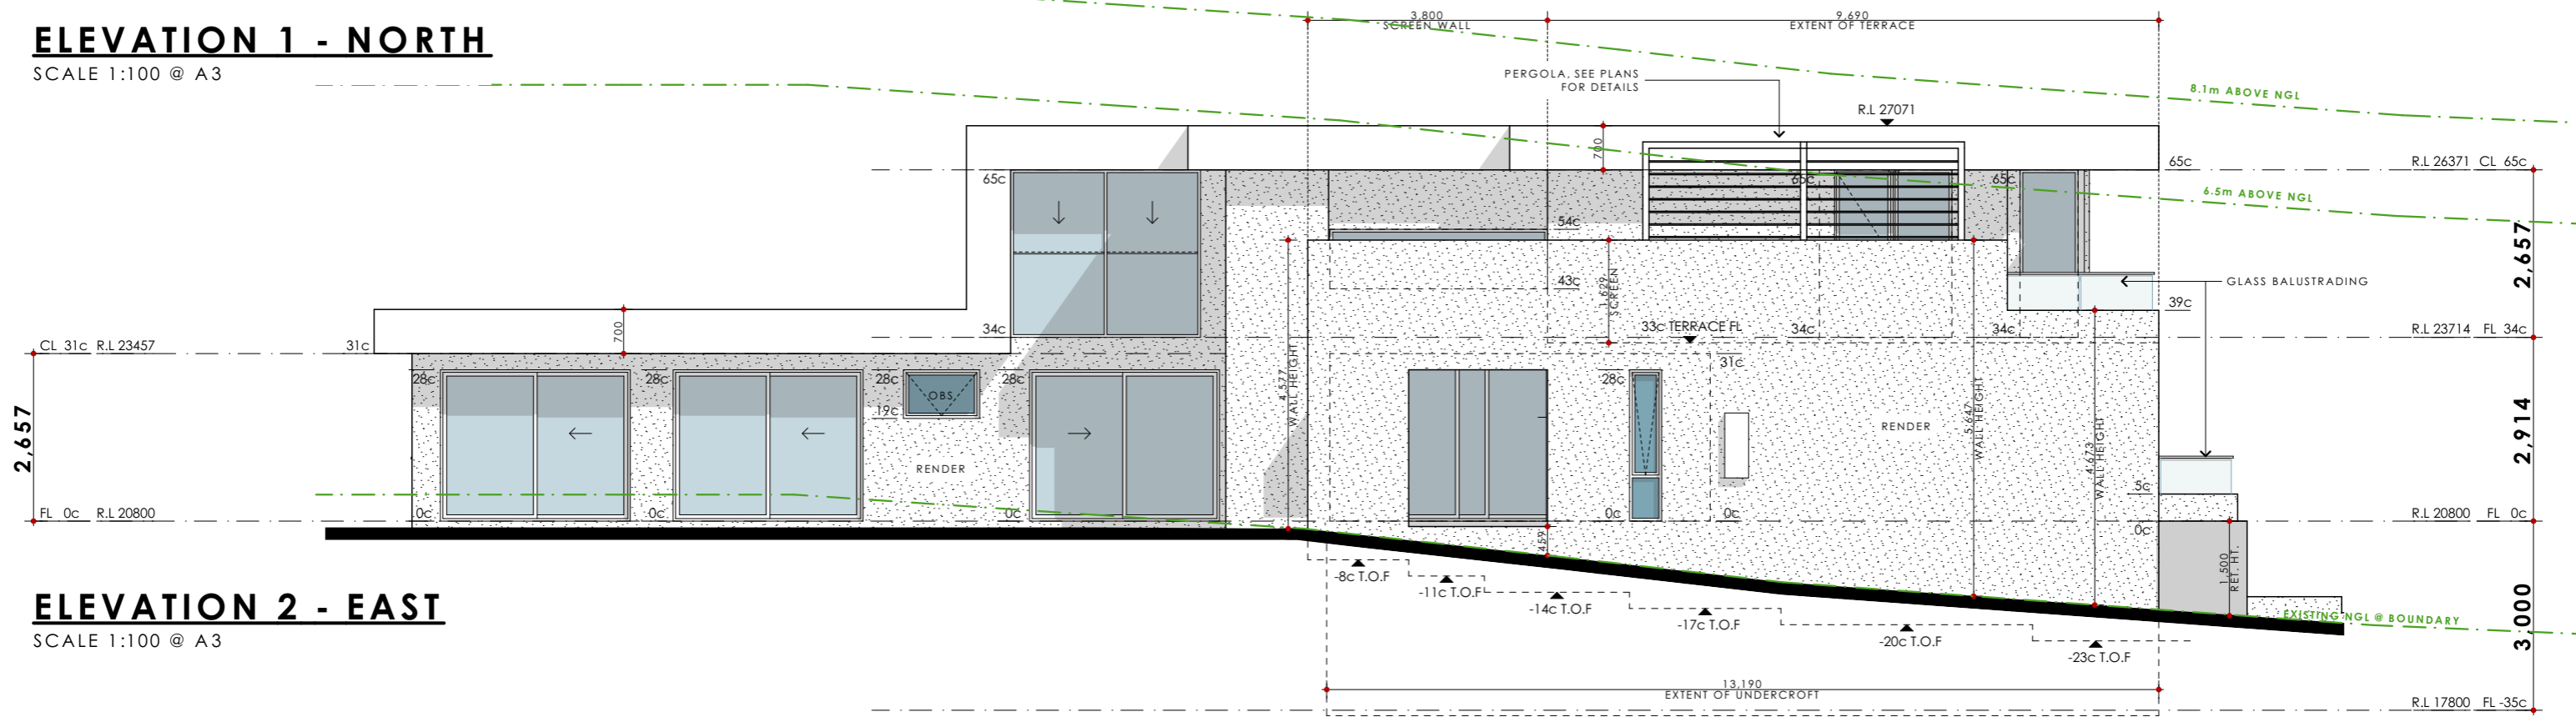 ELEVATION 1 - NORTH
SCALE 1:100 @ A3
3,800
SCREEN WALL
9,690
EXTENT OF TERRACE
PERGOLA, SEE PLANS
FOR DETAILS
8.1m ABOVE NGL
R.L 27071
700
65c
R.L 26371 CL 65c
65c
65c
65c
6.5m ABOVE NGL
54c
2,657
43c
1,629
SCREEN
GLASS BALUSTRADING
39c
700
34c
33c TERRACE FL
34c
34c
R.L 23714 FL 34c
CL 31c R.L 23457
31c
31c
28c
28c
28c
28c
28c
OBS
19c
4,577
WALL HEIGHT
5,647
WALL HEIGHT
4,673
WALL HEIGHT
2,657
2,914
RENDER
RENDER
5c
FL 0c R.L 20800
0c
0c
0c
0c
0c
0c
R.L 20800 FL 0c
459
1,500
RET. HT.
-8c T.O.F
-11c T.O.F
-14c T.O.F
-17c T.O.F
-20c T.O.F
-23c T.O.F
EXISTING NGL @ BOUNDARY
3,000
ELEVATION 2 - EAST
SCALE 1:100 @ A3
13,190
EXTENT OF UNDERCROFT
R.L 17800 FL -35c